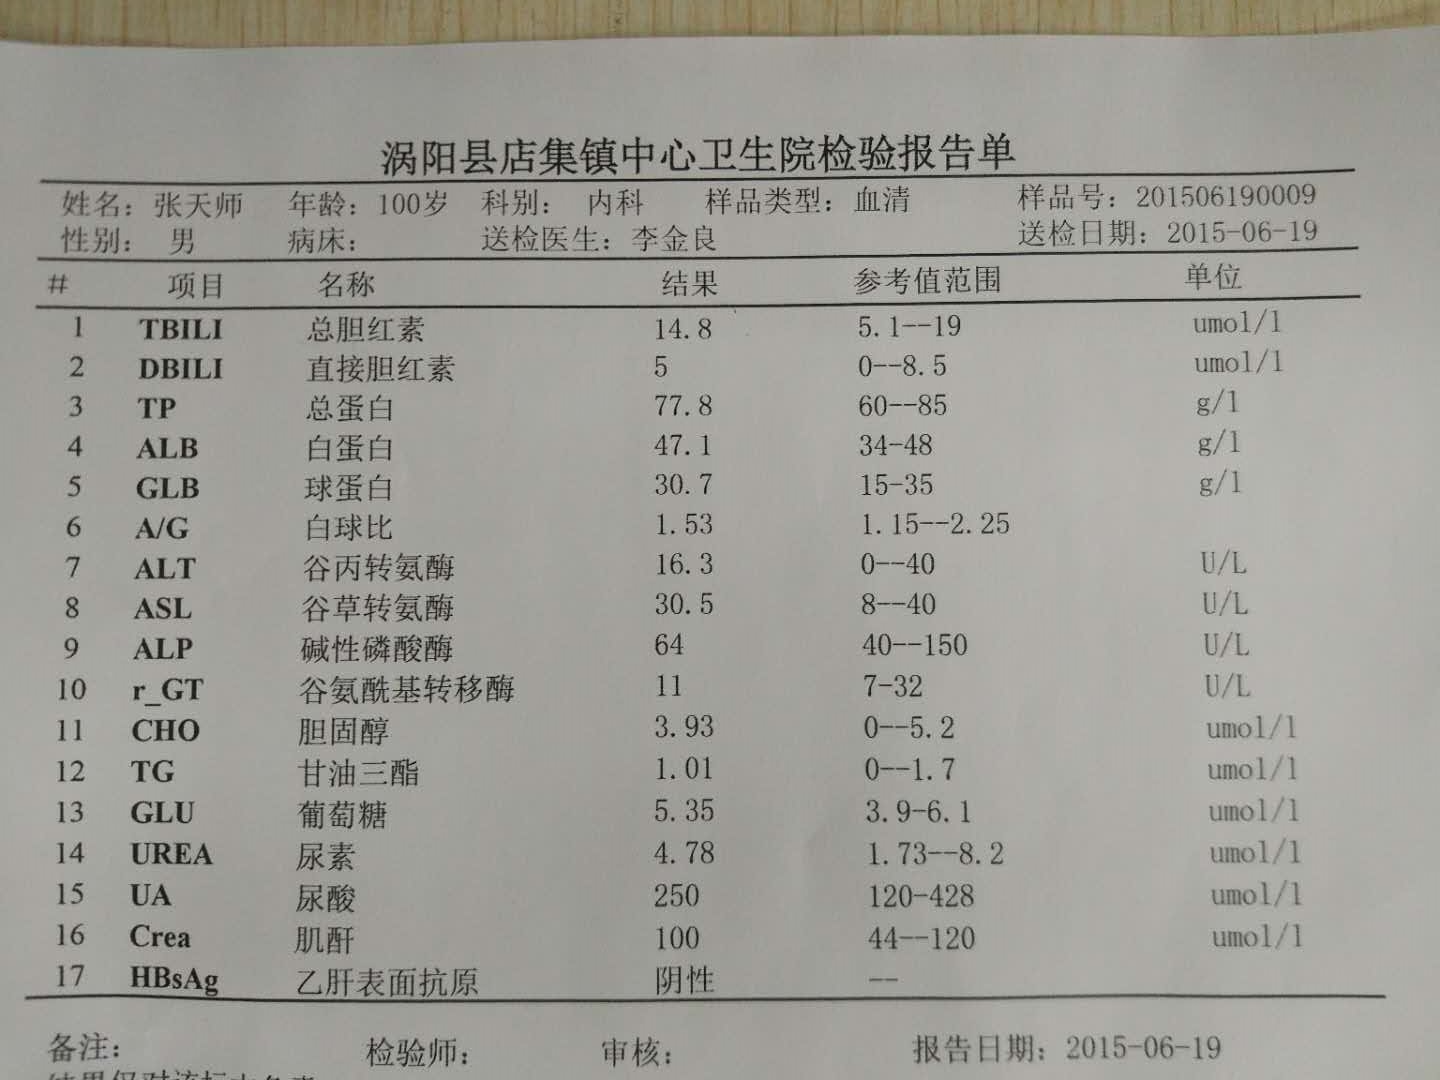 涡阳县店集镇中心卫生院检验报告单
姓名: 张天师 年龄: 100岁 科别: 内科 样品类型: 血清 样品号: 201506190009
性别: 男 病床: 送检医生: 李金良 送检日期: 2015-06-19
# 项目 名称 结果 参考值范围 单位
1 TBILI 总胆红素 14.8 5.1--19 umol/l
2 DBILI 直接胆红素 5 0--8.5 umol/l
3 TP 总蛋白 77.8 60--85 g/l
4 ALB 白蛋白 47.1 34-48 g/l
5 GLB 球蛋白 30.7 15-35 g/l
6 A/G 白球比 1.53 1.15--2.25
7 ALT 谷丙转氨酶 16.3 0--40 U/L
8 ASL 谷草转氨酶 30.5 8--40 U/L
9 ALP 碱性磷酸酶 64 40--150 U/L
10 r_GT 谷氨酰基转移酶 11 7-32 U/L
11 CHO 胆固醇 3.93 0--5.2 umol/l
12 TG 甘油三酯 1.01 0--1.7 umol/l
13 GLU 葡萄糖 5.35 3.9-6.1 umol/l
14 UREA 尿素 4.78 1.73--8.2 umol/l
15 UA 尿酸 250 120-428 umol/l
16 Crea 肌酐 100 44--120 umol/l
17 HBsAg 乙肝表面抗原 阴性 --
备注: 检验师: 审核: 报告日期: 2015-06-19